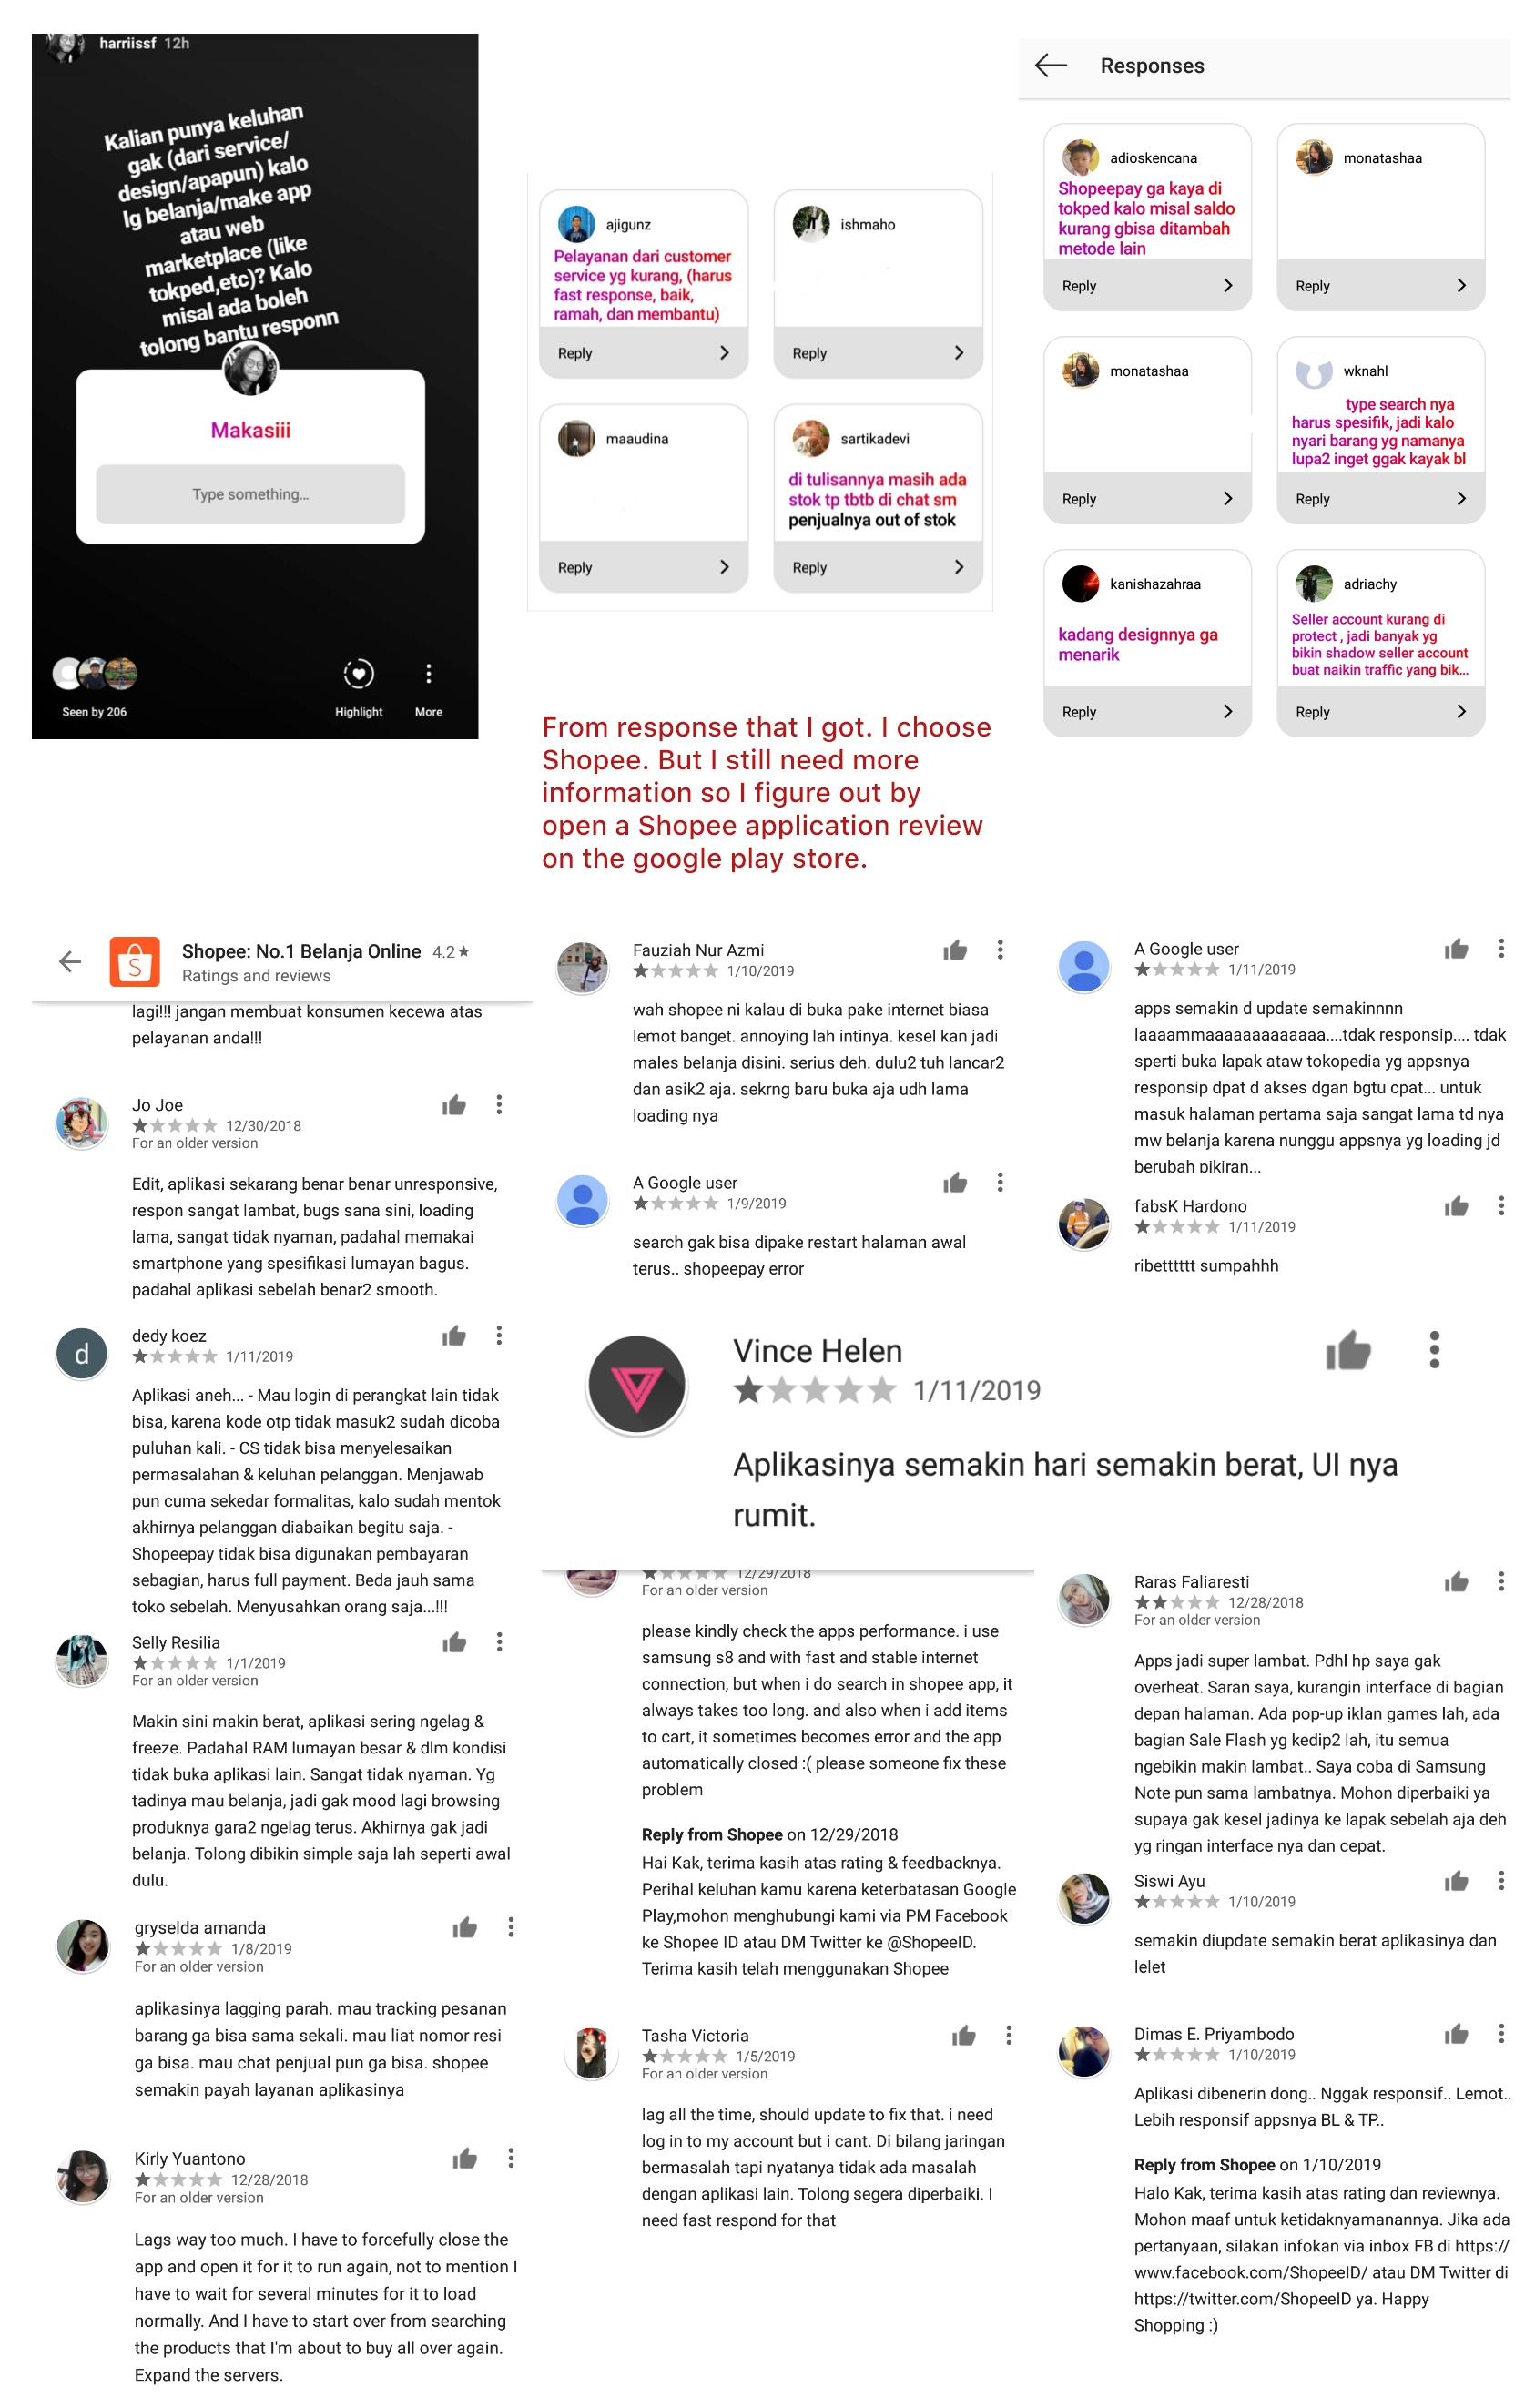 harriissf 12h
Kalian punya keluhan
gak (dari service/
design/apapun) kalo
lg belanja/make app
atau web
marketplace (like
tokped,etc)? Kalo
misal ada boleh
tolong bantu responn
Makasiii
Type something...
Seen by 206
Highlight
More
ajigunz
Pelayanan dari customer
service yg kurang, (harus
fast response, baik,
ramah, dan membantu)
Reply
ishmaho
Reply
maaudina
Reply
sartikadevi
di tulisannya masih ada
stok tp tbtb di chat sm
penjualnya out of stok
Reply
Responses
adioskencana
Shopeepay ga kaya di
tokped kalo misal saldo
kurang gbisa ditambah
metode lain
Reply
monatashaa
Reply
monatashaa
Reply
wknahl
type search nya
harus spesifik, jadi kalo
nyari barang yg namanya
lupa2 inget ggak kayak bl
Reply
kanishazahraa
kadang designnya ga
menarik
Reply
adriachy
Seller account kurang di
protect , jadi banyak yg
bikin shadow seller account
buat naikin traffic yang bik...
Reply
From response that I got. I choose
Shopee. But I still need more
information so I figure out by
open a Shopee application review
on the google play store.
Shopee: No.1 Belanja Online 4.2★
Ratings and reviews
lagi!!! jangan membuat konsumen kecewa atas
pelayanan anda!!!
Jo Joe
12/30/2018
For an older version
Edit, aplikasi sekarang benar benar unresponsive,
respon sangat lambat, bugs sana sini, loading
lama, sangat tidak nyaman, padahal memakai
smartphone yang spesifikasi lumayan bagus.
padahal aplikasi sebelah benar2 smooth.
d
dedy koez
1/11/2019
Aplikasi aneh... - Mau login di perangkat lain tidak
bisa, karena kode otp tidak masuk2 sudah dicoba
puluhan kali. - CS tidak bisa menyelesaikan
permasalahan & keluhan pelanggan. Menjawab
pun cuma sekedar formalitas, kalo sudah mentok
akhirnya pelanggan diabaikan begitu saja. -
Shopeepay tidak bisa digunakan pembayaran
sebagian, harus full payment. Beda jauh sama
toko sebelah. Menyusahkan orang saja...!!!
Selly Resilia
1/1/2019
For an older version
Makin sini makin berat, aplikasi sering ngelag &
freeze. Padahal RAM lumayan besar & dlm kondisi
tidak buka aplikasi lain. Sangat tidak nyaman. Yg
tadinya mau belanja, jadi gak mood lagi browsing
produknya gara2 ngelag terus. Akhirnya gak jadi
belanja. Tolong dibikin simple saja lah seperti awal
dulu.
gryselda amanda
1/8/2019
For an older version
aplikasinya lagging parah. mau tracking pesanan
barang ga bisa sama sekali. mau liat nomor resi
ga bisa. mau chat penjual pun ga bisa. shopee
semakin payah layanan aplikasinya
Kirly Yuantono
12/28/2018
For an older version
Lags way too much. I have to forcefully close the
app and open it for it to run again, not to mention I
have to wait for several minutes for it to load
normally. And I have to start over from searching
the products that I'm about to buy all over again.
Expand the servers.
Fauziah Nur Azmi
1/10/2019
wah shopee ni kalau di buka pake internet biasa
lemot banget. annoying lah intinya. kesel kan jadi
males belanja disini. serius deh. dulu2 tuh lancar2
dan asik2 aja. sekrng baru buka aja udh lama
loading nya
A Google user
1/9/2019
search gak bisa dipake restart halaman awal
terus.. shopeepay error
A Google user
1/11/2019
apps semakin d update semakinnnn
laaaammaaaaaaaaaaaaa....tdak responsip.... tdak
sperti buka lapak ataw tokopedia yg appsnya
responsip dpat d akses dgan bgtu cpat... untuk
masuk halaman pertama saja sangat lama td nya
mw belanja karena nunggu appsnya yg loading jd
berubah pikiran...
fabsK Hardono
1/11/2019
ribetttttt sumpahhh
Vince Helen
1/11/2019
Aplikasinya semakin hari semakin berat, UI nya
rumit.
12/29/2018
For an older version
please kindly check the apps performance. i use
samsung s8 and with fast and stable internet
connection, but when i do search in shopee app, it
always takes too long. and also when i add items
to cart, it sometimes becomes error and the app
automatically closed :( please someone fix these
problem
Reply from Shopee on 12/29/2018
Hai Kak, terima kasih atas rating & feedbacknya.
Perihal keluhan kamu karena keterbatasan Google
Play,mohon menghubungi kami via PM Facebook
ke Shopee ID atau DM Twitter ke @ShopeeID.
Terima kasih telah menggunakan Shopee
Tasha Victoria
1/5/2019
For an older version
lag all the time, should update to fix that. i need
log in to my account but i cant. Di bilang jaringan
bermasalah tapi nyatanya tidak ada masalah
dengan aplikasi lain. Tolong segera diperbaiki. I
need fast respond for that
Raras Faliaresti
12/28/2018
For an older version
Apps jadi super lambat. Pdhl hp saya gak
overheat. Saran saya, kurangin interface di bagian
depan halaman. Ada pop-up iklan games lah, ada
bagian Sale Flash yg kedip2 lah, itu semua
ngebikin makin lambat.. Saya coba di Samsung
Note pun sama lambatnya. Mohon diperbaiki ya
supaya gak kesel jadinya ke lapak sebelah aja deh
yg ringan interface nya dan cepat.
Siswi Ayu
1/10/2019
semakin diupdate semakin berat aplikasinya dan
lelet
Dimas E. Priyambodo
1/10/2019
Aplikasi dibenerin dong.. Nggak responsif.. Lemot..
Lebih responsif appsnya BL & TP..
Reply from Shopee on 1/10/2019
Halo Kak, terima kasih atas rating dan reviewnya.
Mohon maaf untuk ketidaknyamanannya. Jika ada
pertanyaan, silakan infokan via inbox FB di https://
www.facebook.com/ShopeeID/ atau DM Twitter di
https://twitter.com/ShopeeID ya. Happy
Shopping :)